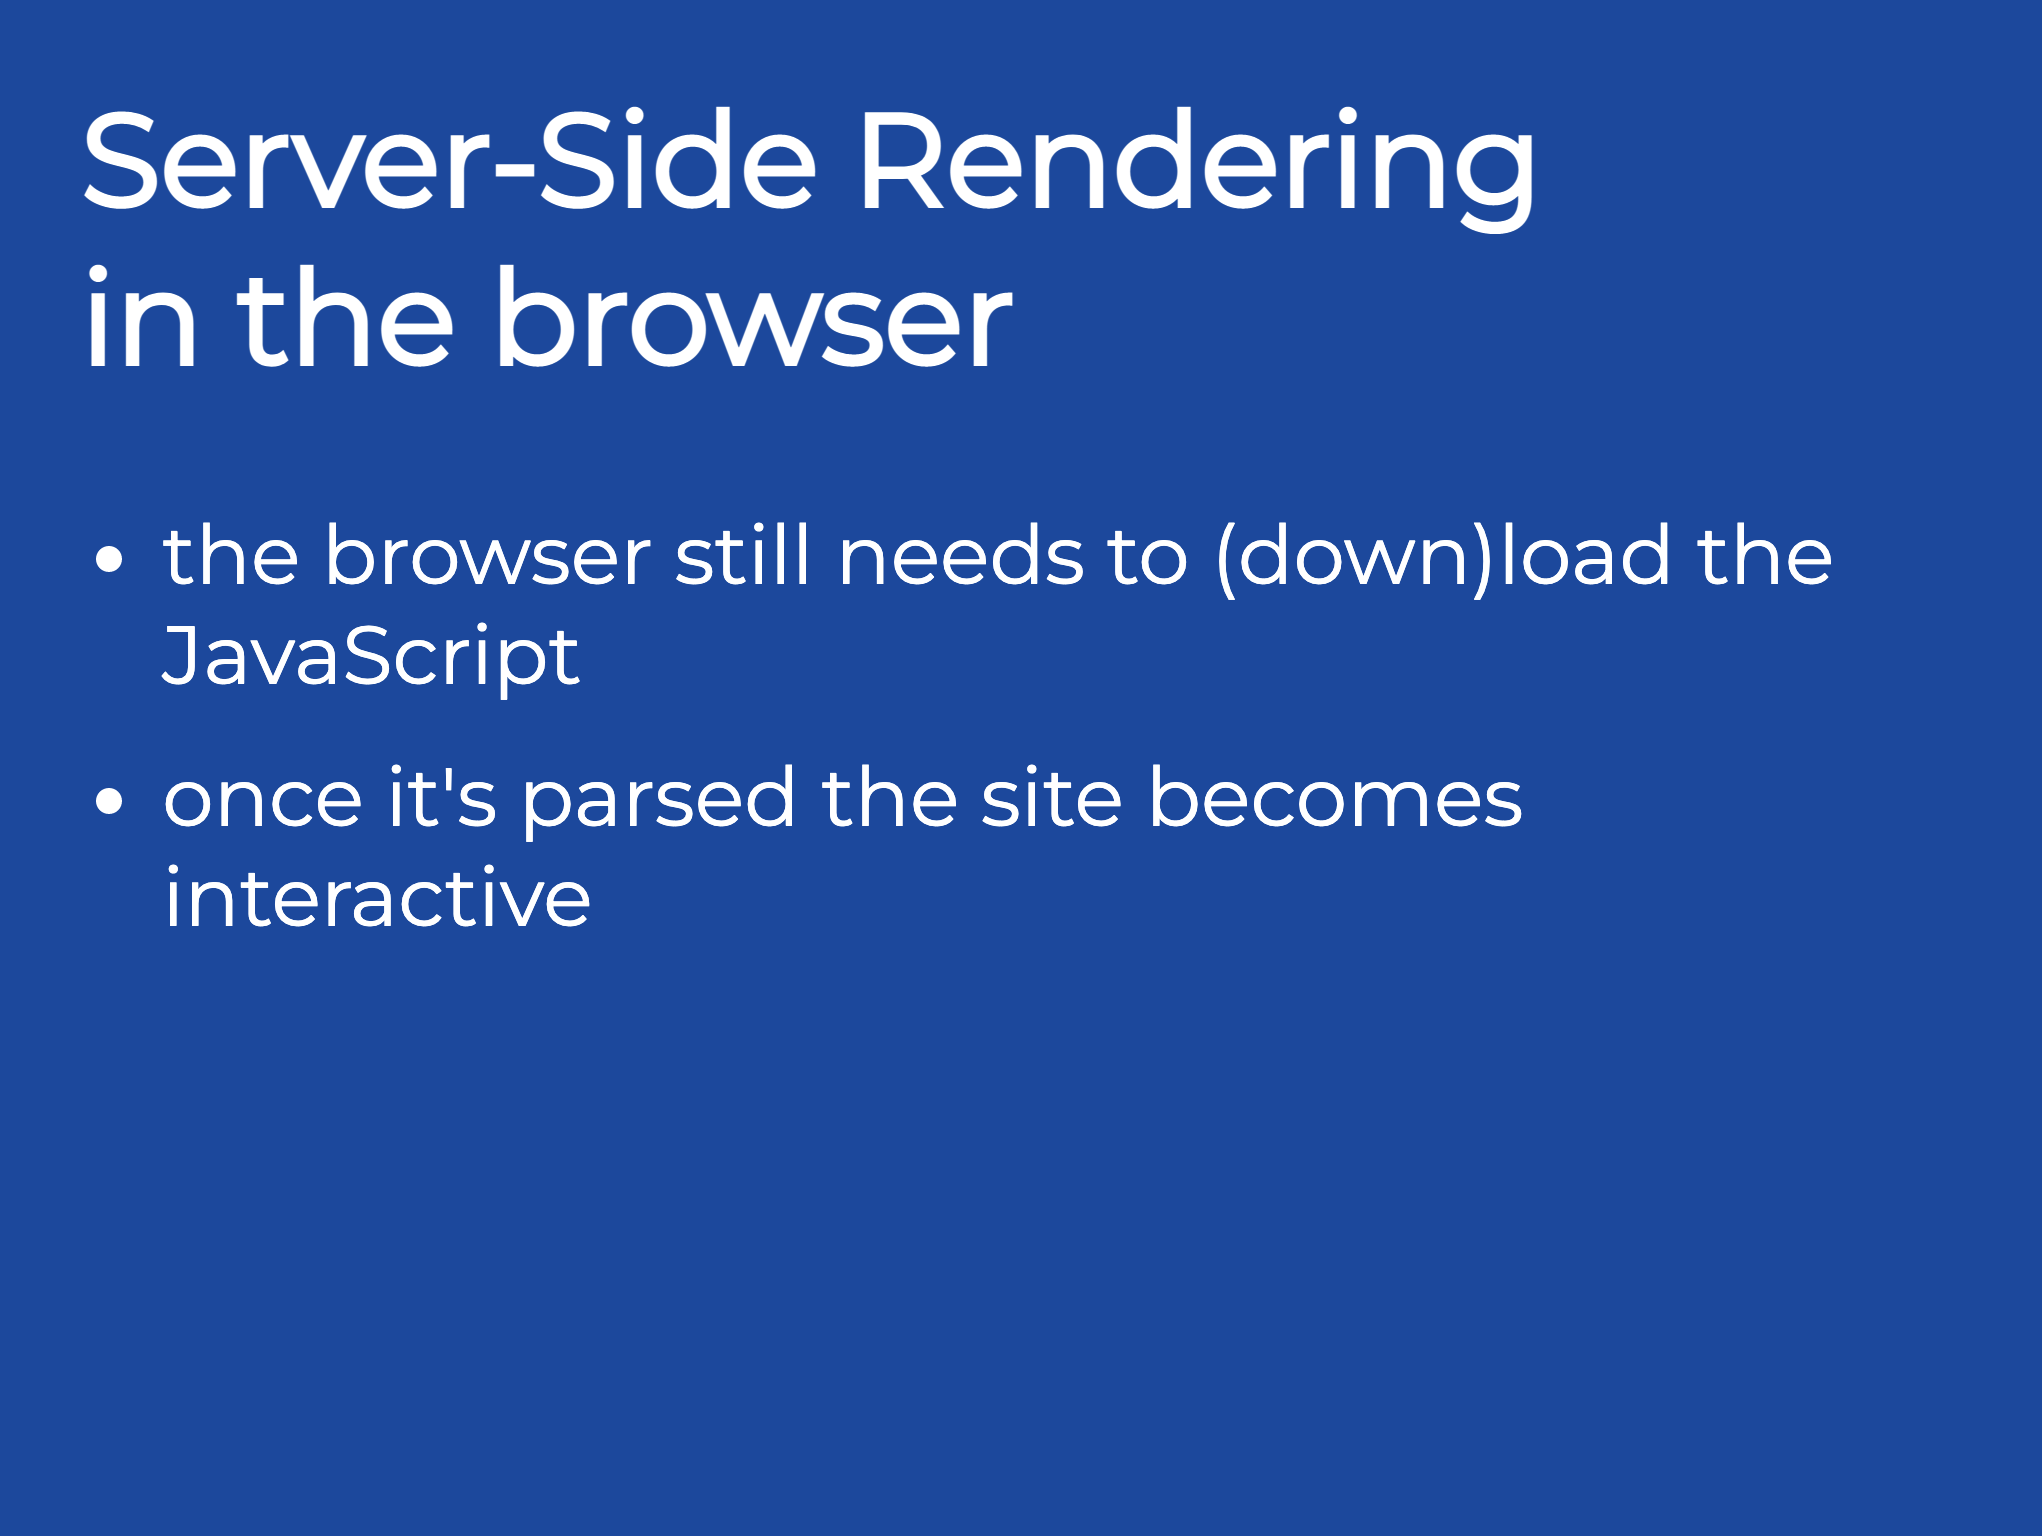 Server-Side Rendering
in the browser
• the browser still needs to (down)load the
JavaScript
• once it's parsed the site becomes
interactive